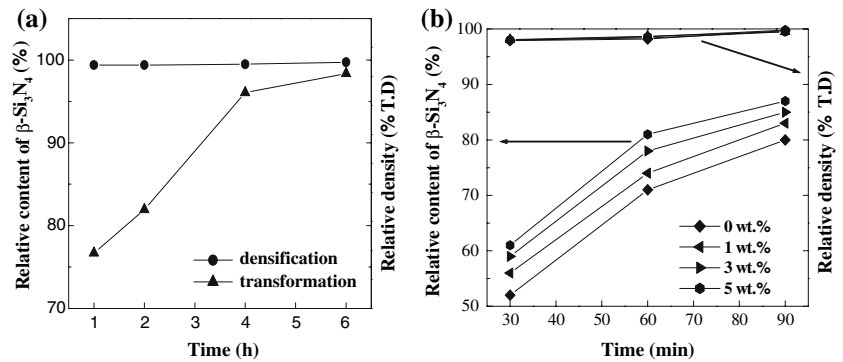 (a)
Relative content of β-Si₃N₄ (%)
100
90
80
70
densification
transformation
1 2 3 4 5 6
Time (h)
Relative density (% T.D)
(b)
Relative content of β-Si₃N₄ (%)
100
90
80
70
60
50
0 wt.%
1 wt.%
3 wt.%
5 wt.%
30 40 50 60 70 80 90
Time (min)
Relative density (% T.D)